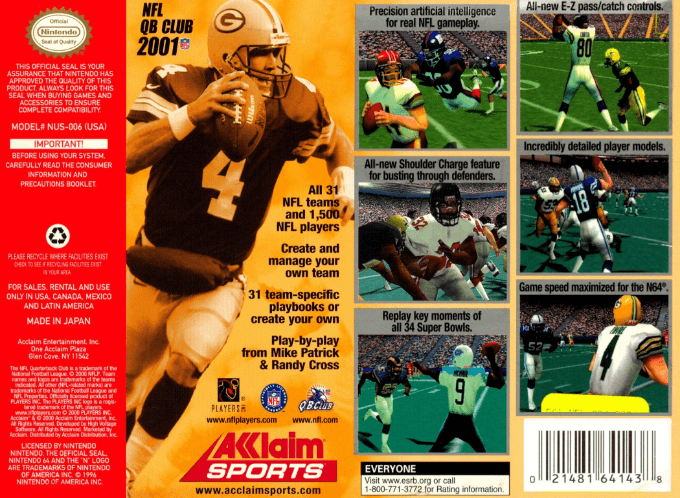 Official
Nintendo
Seal of Quality
THIS OFFICIAL SEAL IS YOUR
ASSURANCE THAT NINTENDO HAS
APPROVED THE QUALITY OF THIS
PRODUCT. ALWAYS LOOK FOR THIS
SEAL WHEN BUYING GAMES AND
ACCESSORIES TO ENSURE
COMPLETE COMPATIBILITY.
MODEL# NUS-006 (USA)
IMPORTANT!
BEFORE USING YOUR SYSTEM,
CAREFULLY READ THE CONSUMER
INFORMATION AND
PRECAUTIONS BOOKLET.
PLEASE RECYCLE WHERE FACILITIES EXIST
CHECK TO SEE IF RECYCLING FACILITIES EXIST
IN YOUR AREA
FOR SALES, RENTAL AND USE
ONLY IN USA, CANADA, MEXICO
AND LATIN AMERICA
MADE IN JAPAN
Acclaim Entertainment, Inc.
One Acclaim Plaza
Glen Cove, NY 11542
The NFL Quarterback Club is a trademark of the
National Football League. © 2000 NFLP. Team
names and logos are trademarks of the teams
indicated. All other (NFL-related marks) are
trademarks of the National Football League and
NFL Properties. Officially licensed product of
PLAYERS INC. The PLAYERS INC logo is a regis-
tered trademark of the NFL players.
www.nflplayers.com © 2000 PLAYERS INC.
Acclaim® & © 2000 Acclaim Entertainment, Inc.
All Rights Reserved. Developed by High Voltage
Software. All Rights Reserved. Marketed by
Acclaim. Distributed by Acclaim Distribution, Inc.
LICENSED BY NINTENDO
NINTENDO, THE OFFICIAL SEAL,
NINTENDO 64 AND THE "N" LOGO
ARE TRADEMARKS OF NINTENDO
OF AMERICA INC. © 1996
NINTENDO OF AMERICA INC.
NFL
QB CLUB
2001
G
4
All 31
NFL teams
and 1,500
NFL players
Create and
manage your
own team
31 team-specific
playbooks or
create your own
Play-by-play
from Mike Patrick
& Randy Cross
PLAYERS
NFL
QBCLUB
www.nflplayers.com
www.nfl.com
AKKlaim
SPORTS
www.acclaimsports.com
Precision artificial intelligence
for real NFL gameplay.
All-new Shoulder Charge feature
for busting through defenders.
Replay key moments of
all 34 Super Bowls.
9
EVERYONE
Visit www.esrb.org or call
1-800-771-3772 for Rating information.
All-new E-Z pass/catch controls.
80
Incredibly detailed player models.
18
Game speed maximized for the N64®.
52
4
0 21481 64143 8